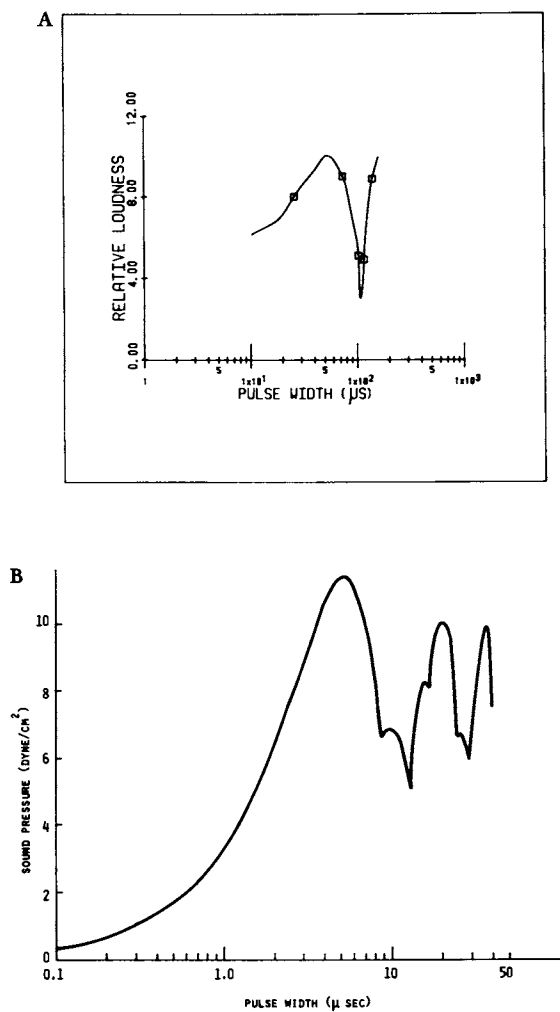 A
12.00
8.00
4.00
0.00
RELATIVE LOUDNESS
1 5 1x10¹ 5 1x10² 5 1x10³
PULSE WIDTH (µS)
B
10
8
6
4
2
0
SOUND PRESSURE (DYNE/CM²)
0.1 1.0 10 50
PULSE WIDTH (µ SEC)